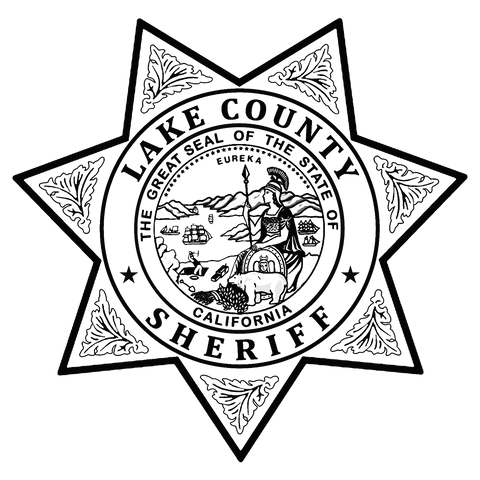 LAKE COUNTY
THE GREAT SEAL OF THE STATE OF
EUREKA
CALIFORNIA
SHERIFF